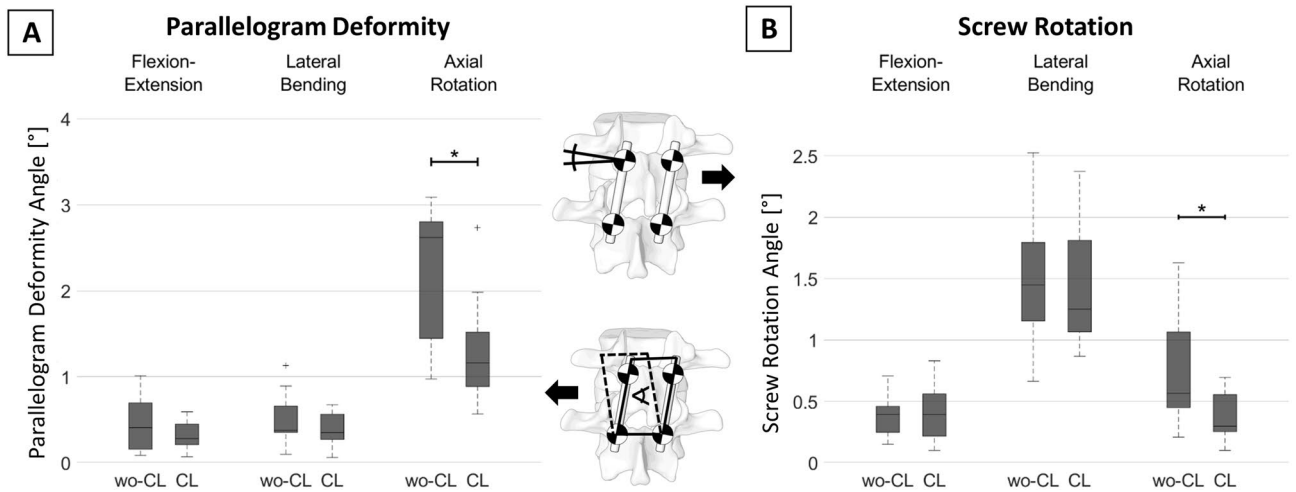 A
Parallelogram Deformity
Flexion-
Extension
Lateral
Bending
Axial
Rotation
Parallelogram Deformity Angle [°]
4
3
2
1
0
*
+
+
wo-CL CL
wo-CL CL
wo-CL CL
A
B
Screw Rotation
Flexion-
Extension
Lateral
Bending
Axial
Rotation
Screw Rotation Angle [°]
2.5
2
1.5
1
0.5
0
*
wo-CL CL
wo-CL CL
wo-CL CL